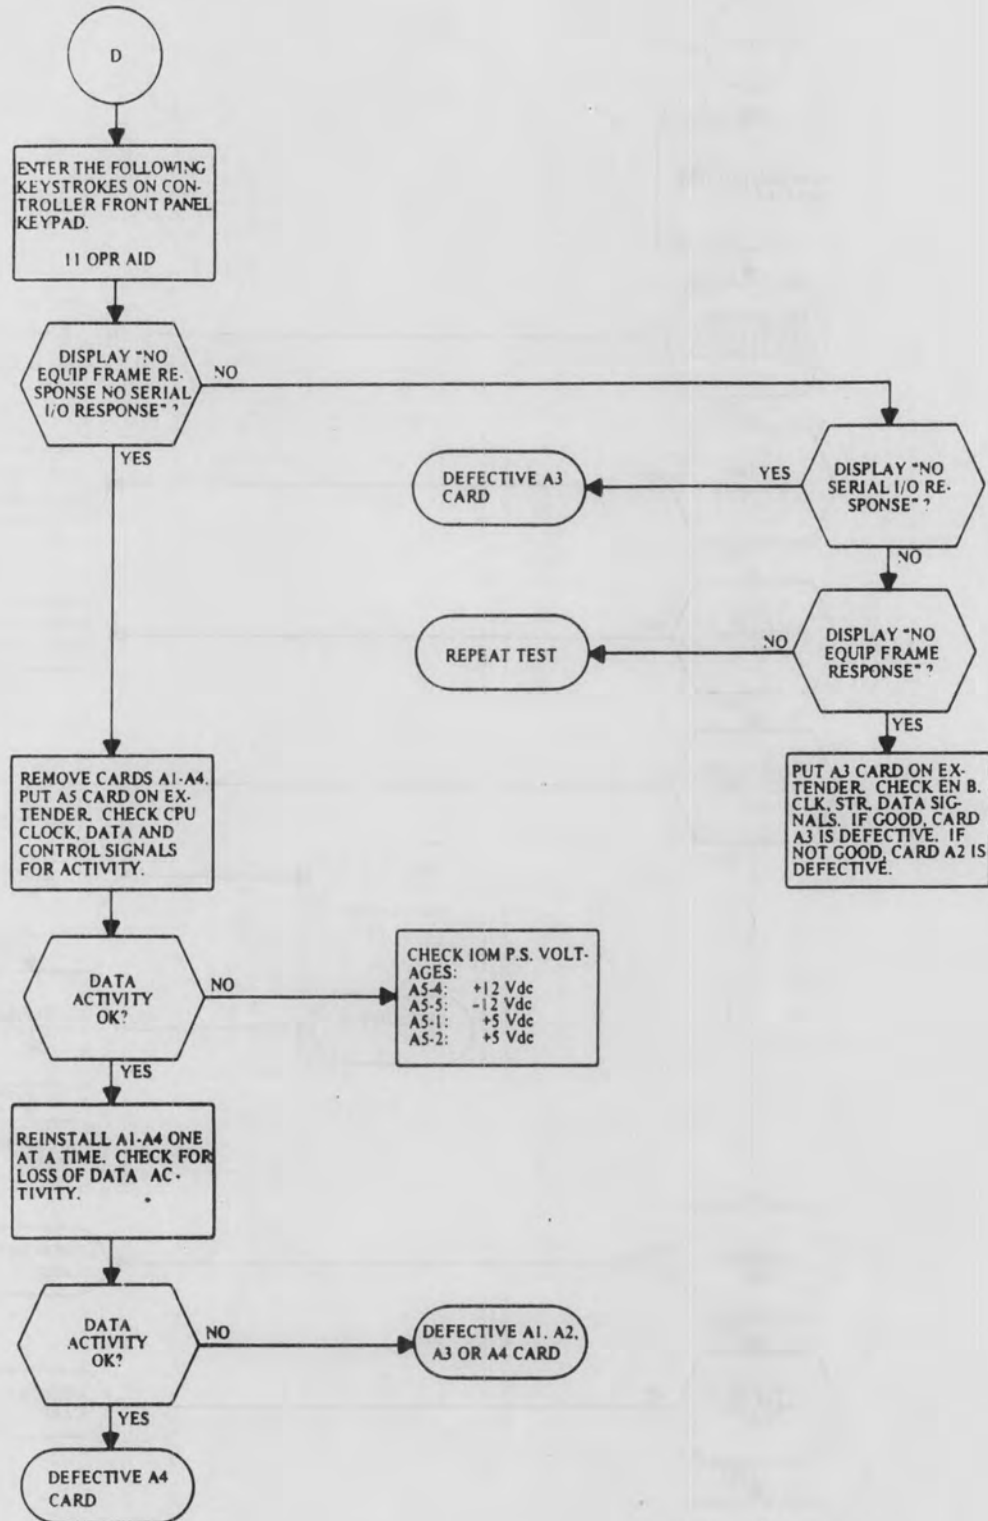 D
ENTER THE FOLLOWING
KEYSTROKES ON CON-
TROLLER FRONT PANEL
KEYPAD.
11 OPR AID
DISPLAY "NO
EQUIP FRAME RE-
SPONSE NO SERIAL
I/O RESPONSE" ?
NO
YES
DISPLAY "NO
SERIAL I/O RE-
SPONSE" ?
YES
DEFECTIVE A3
CARD
NO
DISPLAY "NO
EQUIP FRAME
RESPONSE" ?
NO
REPEAT TEST
YES
PUT A3 CARD ON EX-
TENDER. CHECK EN B.
CLK, STR, DATA SIG-
NALS. IF GOOD, CARD
A3 IS DEFECTIVE. IF
NOT GOOD, CARD A2 IS
DEFECTIVE.
REMOVE CARDS A1-A4.
PUT A5 CARD ON EX-
TENDER. CHECK CPU
CLOCK, DATA AND
CONTROL SIGNALS
FOR ACTIVITY.
DATA
ACTIVITY
OK?
NO
CHECK IOM P.S. VOLT-
AGES:
A5-4: +12 Vdc
A5-5: -12 Vdc
A5-1: +5 Vdc
A5-2: +5 Vdc
YES
REINSTALL A1-A4 ONE
AT A TIME. CHECK FOR
LOSS OF DATA AC-
TIVITY.
DATA
ACTIVITY
OK?
NO
DEFECTIVE A1, A2,
A3 OR A4 CARD
YES
DEFECTIVE A4
CARD